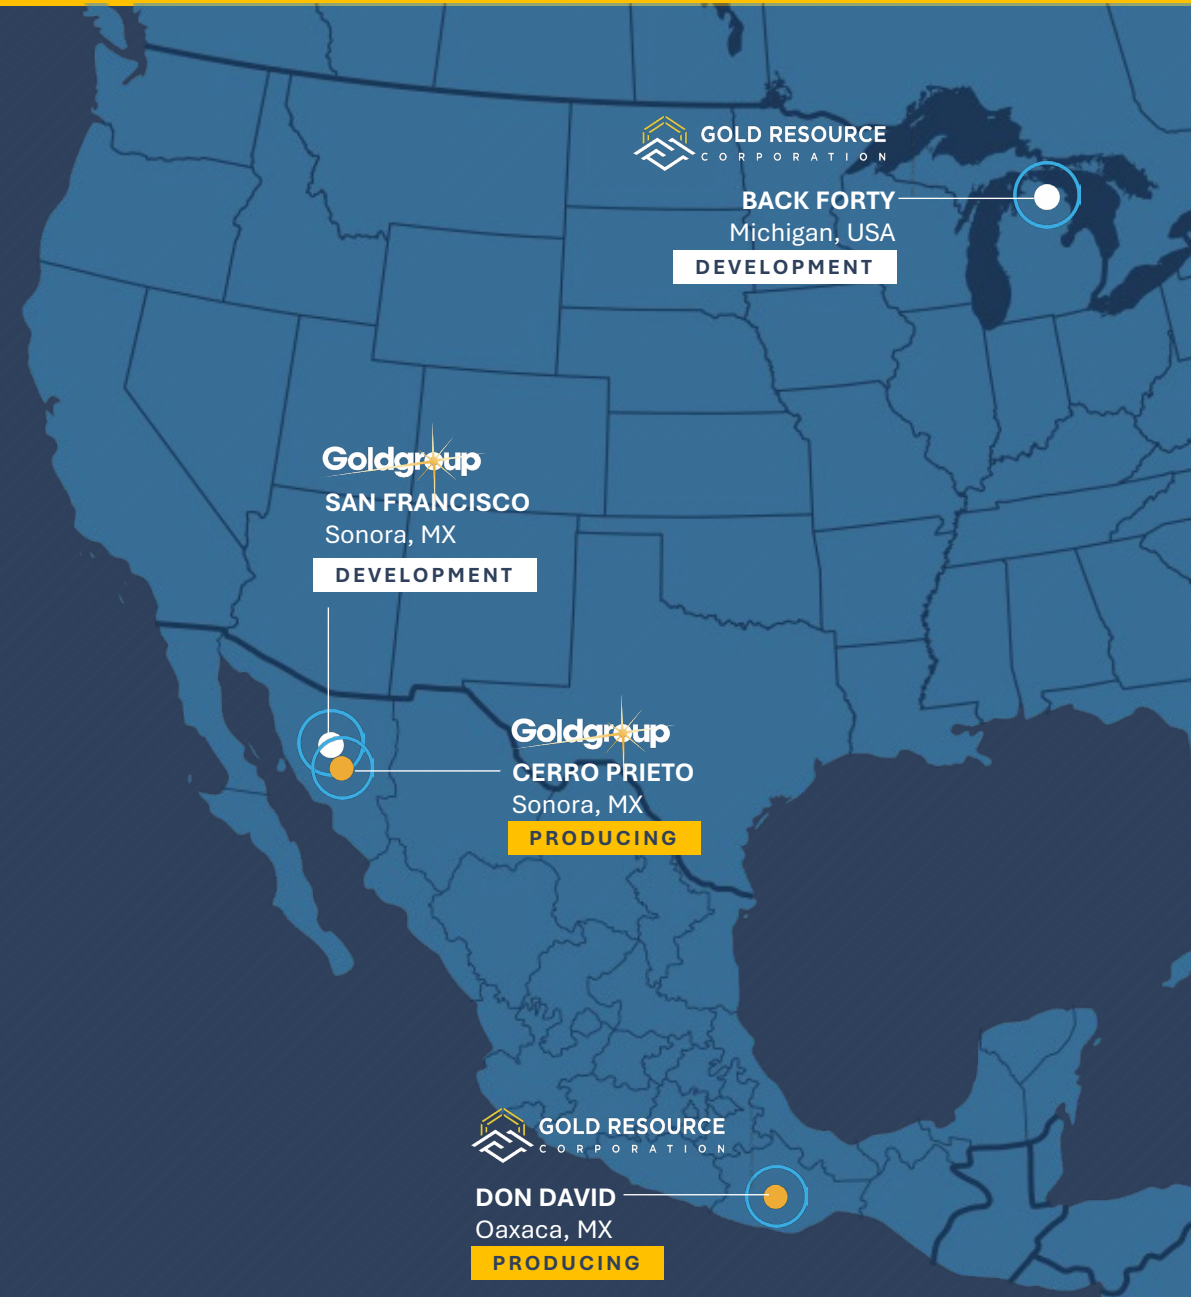 GOLD RESOURCE
CORPORATION
BACK FORTY
Michigan, USA
DEVELOPMENT
Goldgroup
SAN FRANCISCO
Sonora, MX
DEVELOPMENT
Goldgroup
CERRO PRIETO
Sonora, MX
PRODUCING
GOLD RESOURCE
CORPORATION
DON DAVID
Oaxaca, MX
PRODUCING